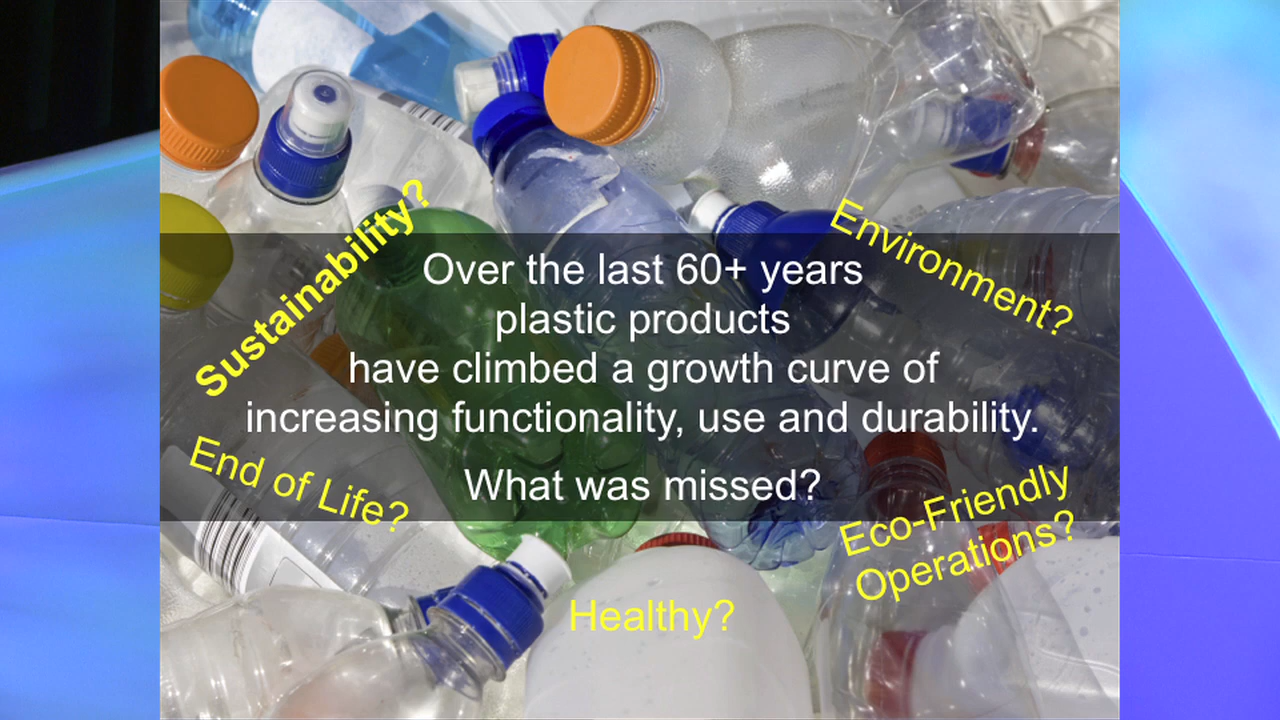 Sustainability?
Environment?
Over the last 60+ years
plastic products
have climbed a growth curve of
increasing functionality, use and durability.
What was missed?
End of Life?
Eco-Friendly
Operations?
Healthy?